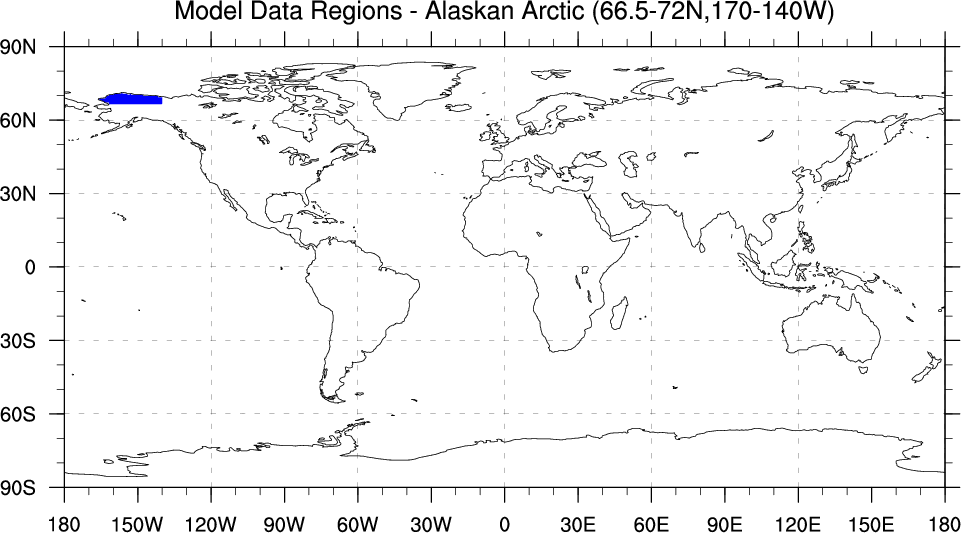 Model Data Regions - Alaskan Arctic (66.5-72N,170-140W)
90N
60N
30N
0
30S
60S
90S
180 150W 120W 90W 60W 30W 0 30E 60E 90E 120E 150E 180